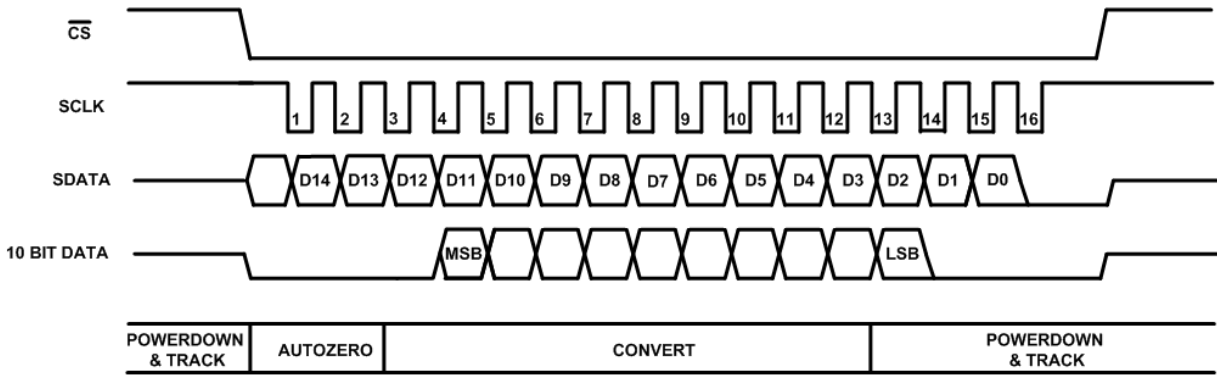 CS
SCLK
1 2 3 4 5 6 7 8 9 10 11 12 13 14 15 16
SDATA
D14 D13 D12 D11 D10 D9 D8 D7 D6 D5 D4 D3 D2 D1 D0
10 BIT DATA
MSB LSB
POWERDOWN
& TRACK
AUTOZERO
CONVERT
POWERDOWN
& TRACK